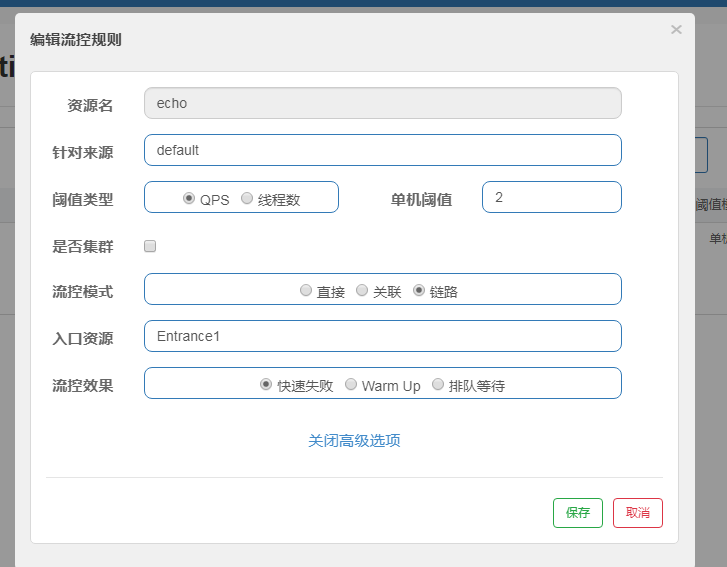 编辑流控规则 ×
ti
资源名 echo
针对来源 default
阈值类型 QPS 线程数 单机阈值 2
阈值模
是否集群
单机
流控模式 直接 关联 链路
入口资源 Entrance1
流控效果 快速失败 Warm Up 排队等待
关闭高级选项
保存 取消